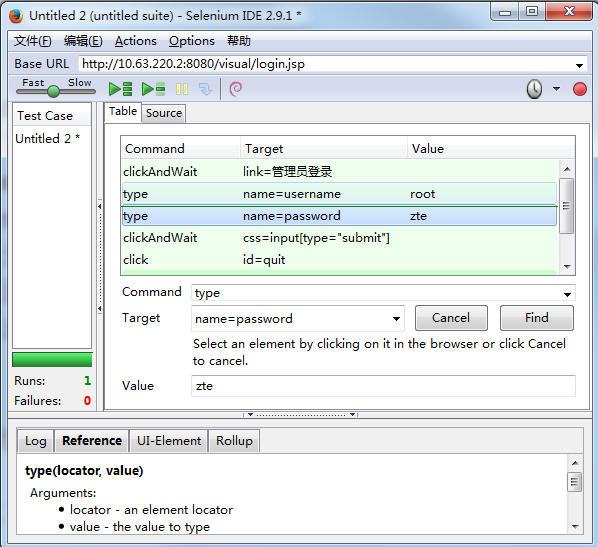 Untitled 2 (untitled suite) - Selenium IDE 2.9.1 *
文件(F) 编辑(E) Actions Options 帮助
Base URL http://10.63.220.2:8080/visual/login.jsp
Fast Slow
Test Case
Untitled 2 *
Runs: 1
Failures: 0
Table Source
Command Target Value
clickAndWait link=管理员登录
type name=username root
type name=password zte
clickAndWait css=input[type="submit"]
click id=quit
Command type
Target name=password Cancel Find
Select an element by clicking on it in the browser or click Cancel
to cancel.
Value zte
Log Reference UI-Element Rollup
type(locator, value)
Arguments:
• locator - an element locator
• value - the value to type